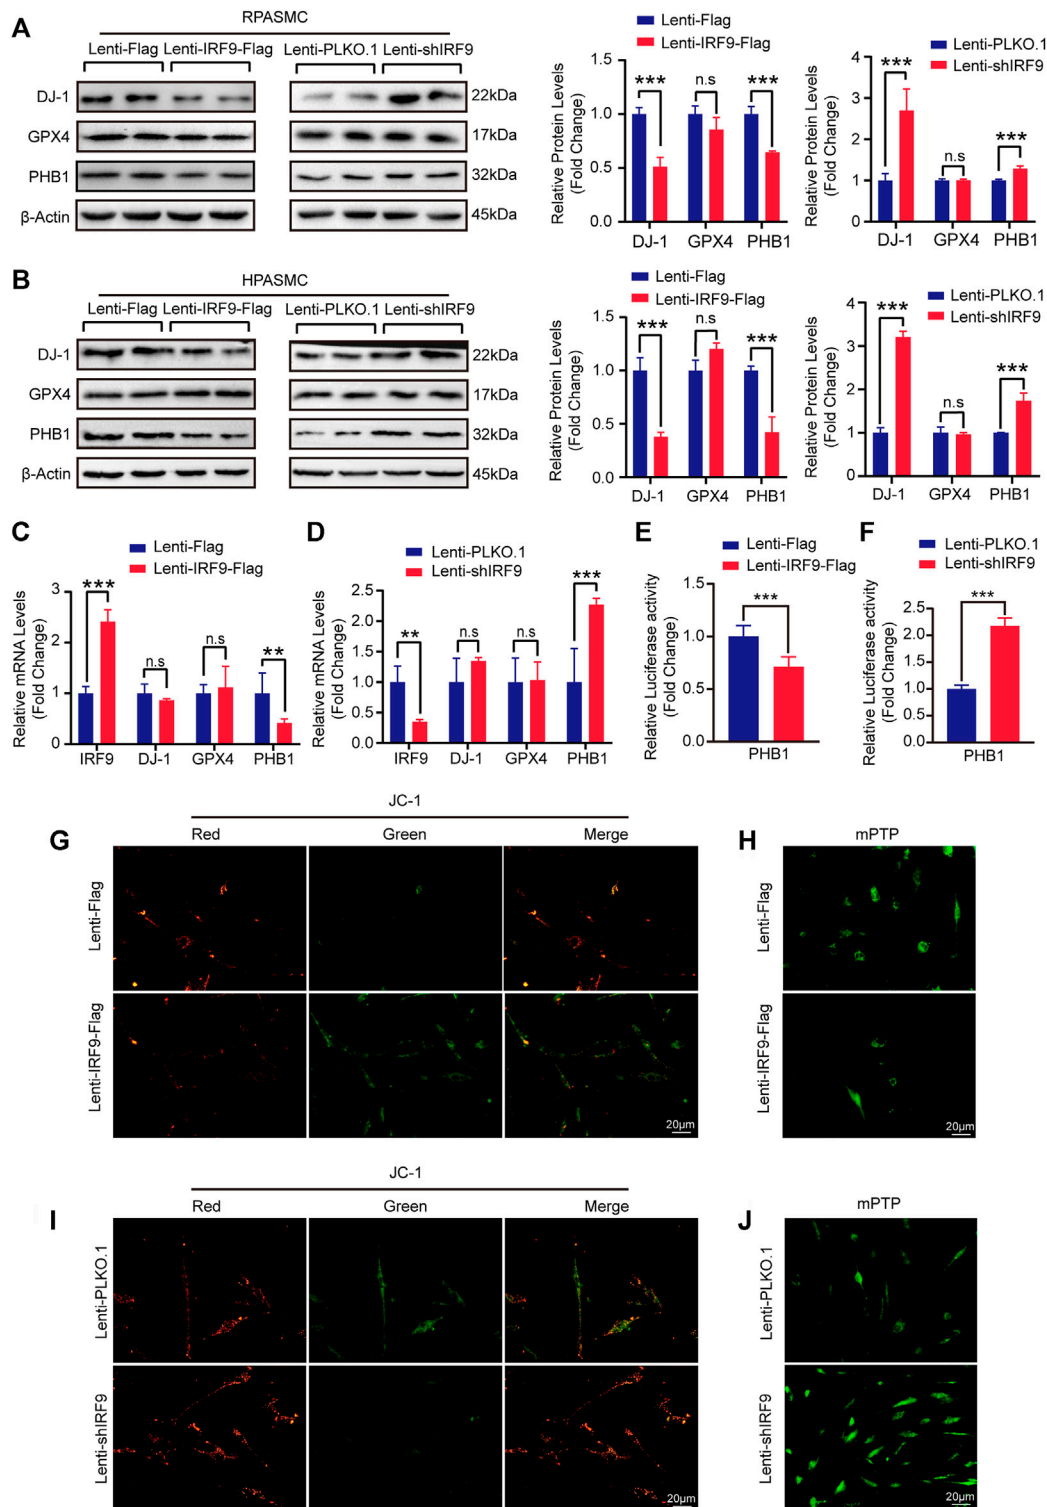 A
RPASMC
Lenti-Flag Lenti-IRF9-Flag Lenti-PLKO.1 Lenti-shIRF9
DJ-1 22kDa
GPX4 17kDa
PHB1 32kDa
β-Actin 45kDa
Lenti-Flag
Lenti-IRF9-Flag
Relative Protein Levels
(Fold Change)
1.5
1.0
0.5
0.0
*** n.s ***
DJ-1 GPX4 PHB1
Lenti-PLKO.1
Lenti-shIRF9
Relative Protein Levels
(Fold Change)
4
3
2
1
0
*** n.s ***
DJ-1 GPX4 PHB1
B
HPASMC
Lenti-Flag Lenti-IRF9-Flag Lenti-PLKO.1 Lenti-shIRF9
DJ-1 22kDa
GPX4 17kDa
PHB1 32kDa
β-Actin 45kDa
Lenti-Flag
Lenti-IRF9-Flag
Relative Protein Levels
(Fold Change)
1.5
1.0
0.5
0.0
*** n.s ***
DJ-1 GPX4 PHB1
Lenti-PLKO.1
Lenti-shIRF9
Relative Protein Levels
(Fold Change)
4
3
2
1
0
*** n.s ***
DJ-1 GPX4 PHB1
C
Lenti-Flag
Lenti-IRF9-Flag
Relative mRNA Levels
(Fold Change)
3
2
1
0
*** n.s n.s **
IRF9 DJ-1 GPX4 PHB1
D
Lenti-PLKO.1
Lenti-shIRF9
Relative mRNA Levels
(Fold Change)
2.5
2.0
1.5
1.0
0.5
0.0
** n.s n.s ***
IRF9 DJ-1 GPX4 PHB1
E
Lenti-Flag
Lenti-IRF9-Flag
Relative Luciferase activity
(Fold Change)
1.5
1.0
0.5
0.0
***
PHB1
F
Lenti-PLKO.1
Lenti-shIRF9
Relative Luciferase activity
(Fold Change)
2.5
2.0
1.5
1.0
0.5
0.0
***
PHB1
G
JC-1
Red Green Merge
Lenti-Flag
Lenti-IRF9-Flag
20μm
H
mPTP
Lenti-Flag
Lenti-IRF9-Flag
20μm
I
JC-1
Red Green Merge
Lenti-PLKO.1
Lenti-shIRF9
20μm
J
mPTP
Lenti-PLKO.1
Lenti-shIRF9
20μm